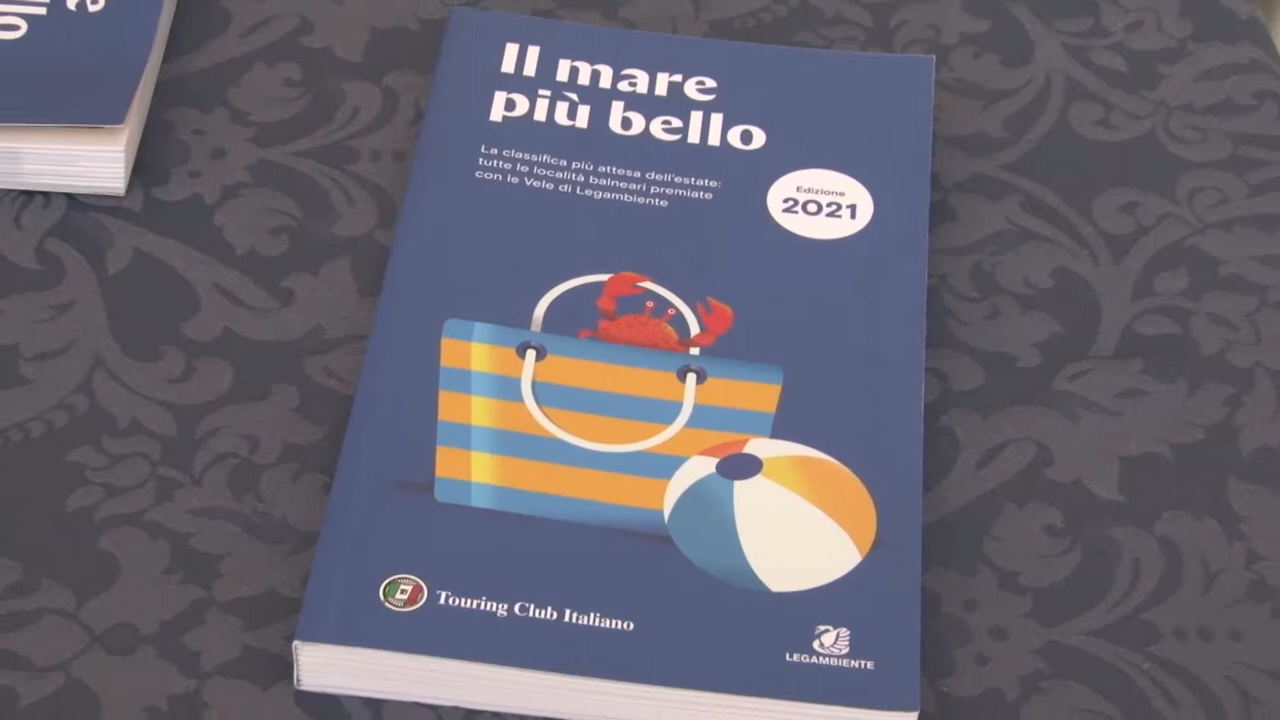 Il mare
più bello
La classifica più attesa dell'estate:
tutte le località balneari premiate
con le Vele di Legambiente
Edizione
2021
Touring Club Italiano
LEGAMBIENTE